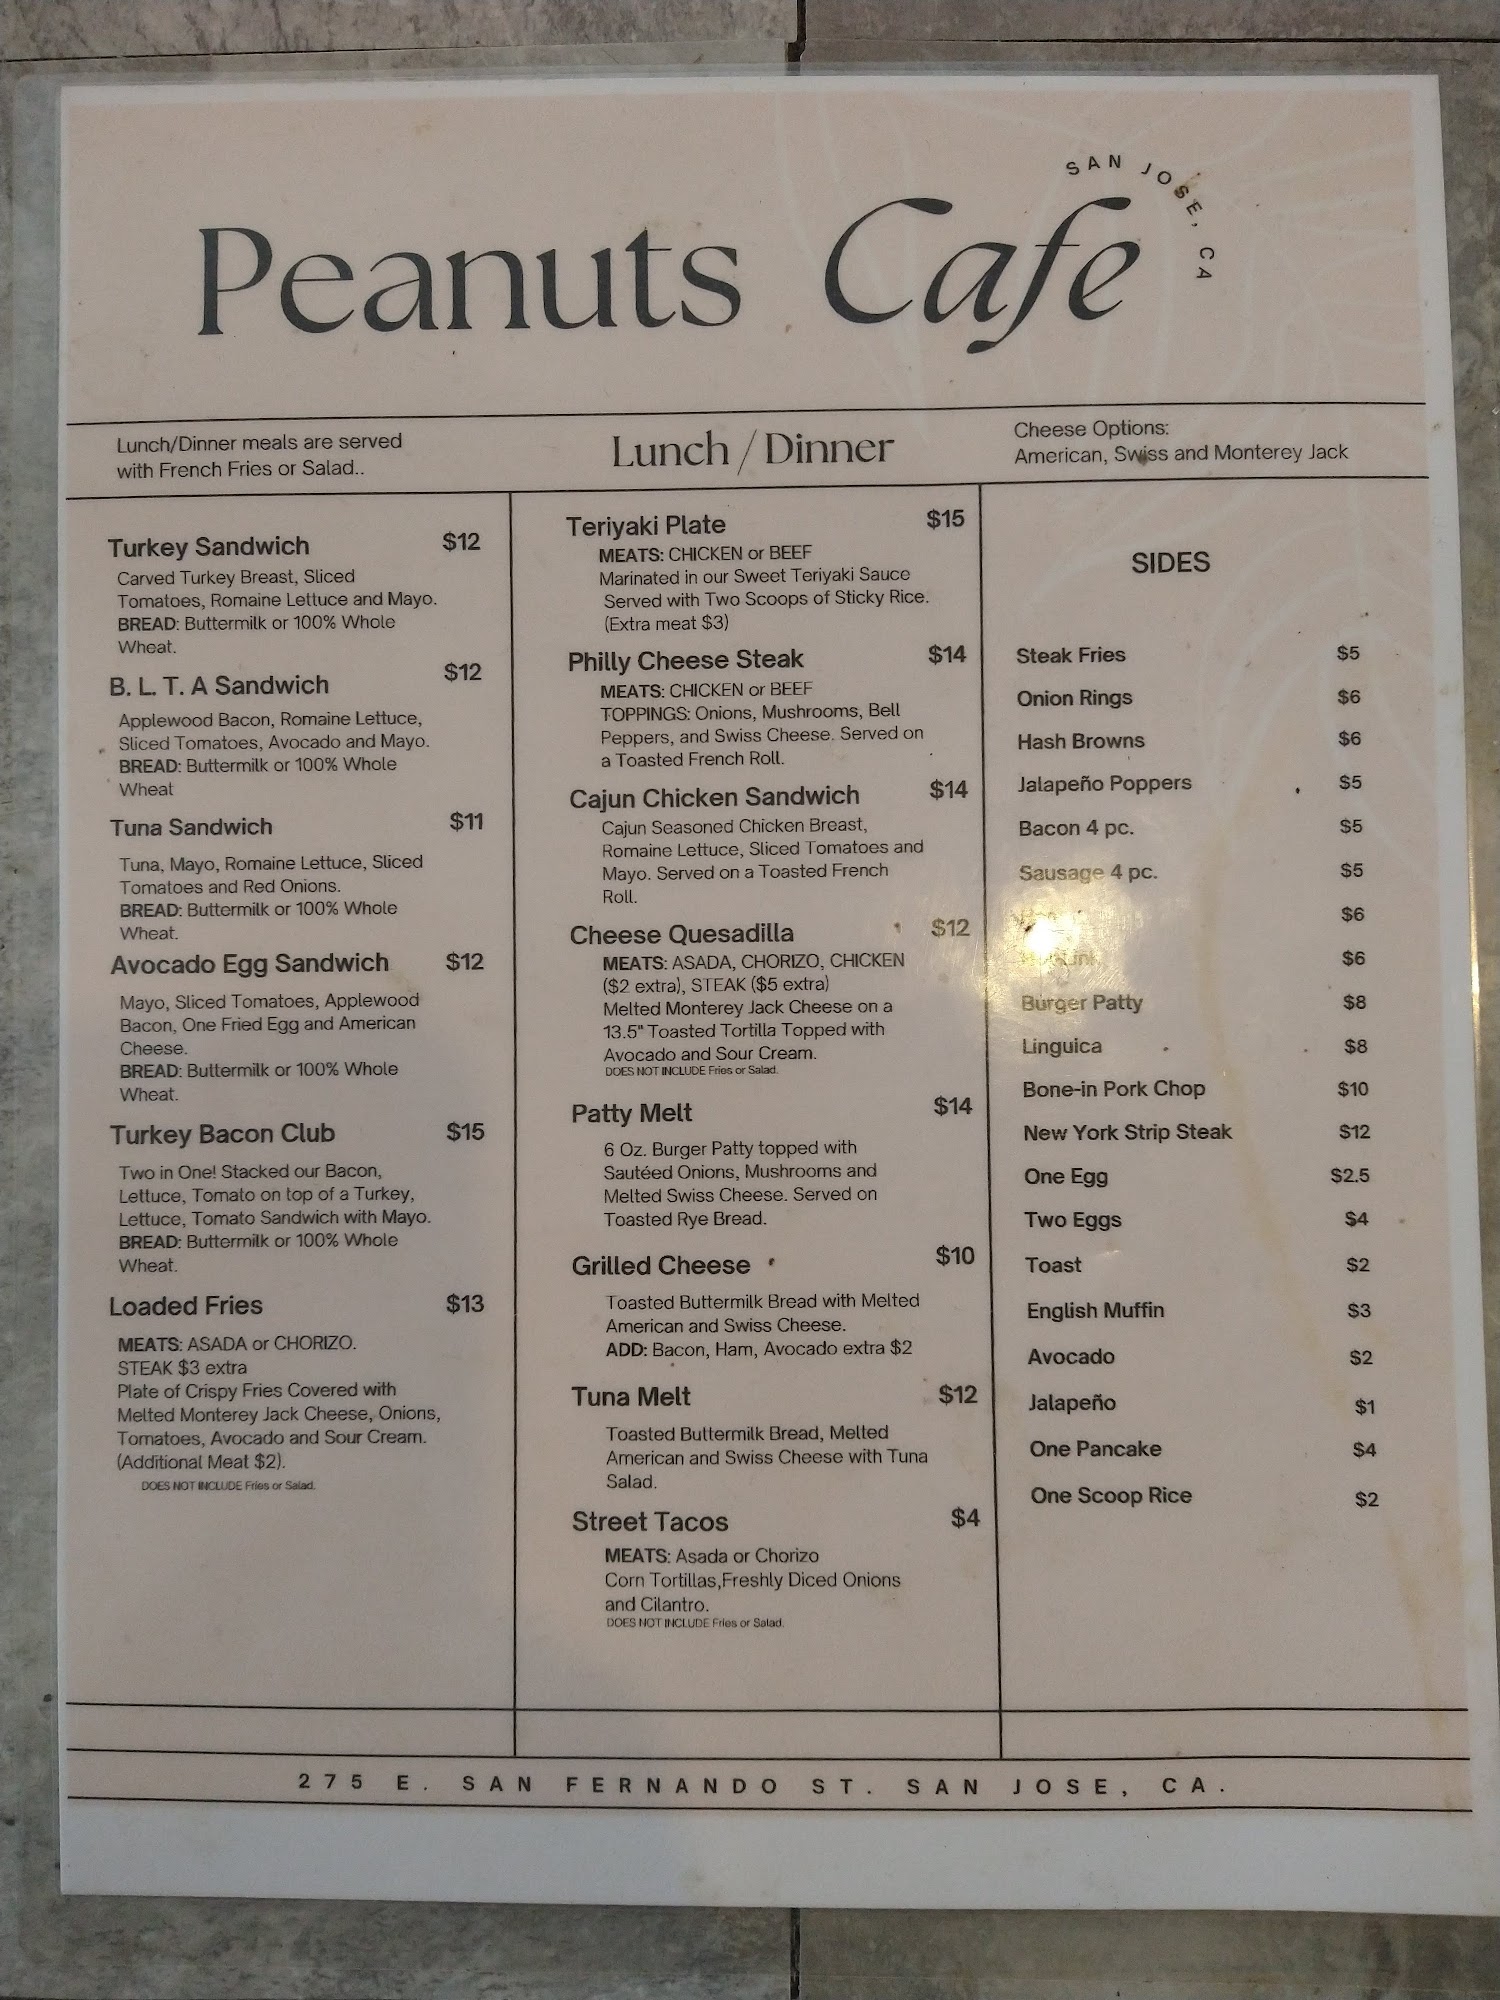 SAN JOSE, CA
Peanuts Cafe
Lunch/Dinner meals are served
with French Fries or Salad..
Lunch / Dinner
Cheese Options:
American, Swiss and Monterey Jack
Turkey Sandwich $12
Carved Turkey Breast, Sliced
Tomatoes, Romaine Lettuce and Mayo.
BREAD: Buttermilk or 100% Whole
Wheat.
B. L. T. A Sandwich $12
Applewood Bacon, Romaine Lettuce,
Sliced Tomatoes, Avocado and Mayo.
BREAD: Buttermilk or 100% Whole
Wheat
Tuna Sandwich $11
Tuna, Mayo, Romaine Lettuce, Sliced
Tomatoes and Red Onions.
BREAD: Buttermilk or 100% Whole
Wheat.
Avocado Egg Sandwich $12
Mayo, Sliced Tomatoes, Applewood
Bacon, One Fried Egg and American
Cheese.
BREAD: Buttermilk or 100% Whole
Wheat.
Turkey Bacon Club $15
Two in One! Stacked our Bacon,
Lettuce, Tomato on top of a Turkey,
Lettuce, Tomato Sandwich with Mayo.
BREAD: Buttermilk or 100% Whole
Wheat.
Loaded Fries $13
MEATS: ASADA or CHORIZO.
STEAK $3 extra
Plate of Crispy Fries Covered with
Melted Monterey Jack Cheese, Onions,
Tomatoes, Avocado and Sour Cream.
(Additional Meat $2).
DOES NOT INCLUDE Fries or Salad.
Teriyaki Plate $15
MEATS: CHICKEN or BEEF
Marinated in our Sweet Teriyaki Sauce
Served with Two Scoops of Sticky Rice.
(Extra meat $3)
Philly Cheese Steak $14
MEATS: CHICKEN or BEEF
TOPPINGS: Onions, Mushrooms, Bell
Peppers, and Swiss Cheese. Served on
a Toasted French Roll.
Cajun Chicken Sandwich $14
Cajun Seasoned Chicken Breast,
Romaine Lettuce, Sliced Tomatoes and
Mayo. Served on a Toasted French
Roll.
Cheese Quesadilla $12
MEATS: ASADA, CHORIZO, CHICKEN
($2 extra), STEAK ($5 extra)
Melted Monterey Jack Cheese on a
13.5" Toasted Tortilla Topped with
Avocado and Sour Cream.
DOES NOT INCLUDE Fries or Salad.
Patty Melt $14
6 Oz. Burger Patty topped with
Sautéed Onions, Mushrooms and
Melted Swiss Cheese. Served on
Toasted Rye Bread.
Grilled Cheese $10
Toasted Buttermilk Bread with Melted
American and Swiss Cheese.
ADD: Bacon, Ham, Avocado extra $2
Tuna Melt $12
Toasted Buttermilk Bread, Melted
American and Swiss Cheese with Tuna
Salad.
Street Tacos $4
MEATS: Asada or Chorizo
Corn Tortillas,Freshly Diced Onions
and Cilantro.
DOES NOT INCLUDE Fries or Salad.
SIDES
Steak Fries $5
Onion Rings $6
Hash Browns $6
Jalapeño Poppers $5
Bacon 4 pc. $5
Sausage 4 pc. $5
$6
$6
Burger Patty $8
Linguica $8
Bone-in Pork Chop $10
New York Strip Steak $12
One Egg $2.5
Two Eggs $4
Toast $2
English Muffin $3
Avocado $2
Jalapeño $1
One Pancake $4
One Scoop Rice $2
275 E. SAN FERNANDO ST. SAN JOSE, CA.